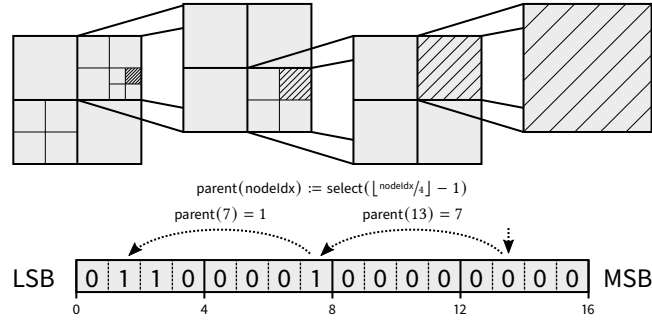 parent(nodeIdx) := select(⌊nodeIdx/4⌋ − 1)
parent(7) = 1 parent(13) = 7
LSB 0 1 1 0 0 0 0 1 0 0 0 0 0 0 0 0 MSB
0 4 8 12 16